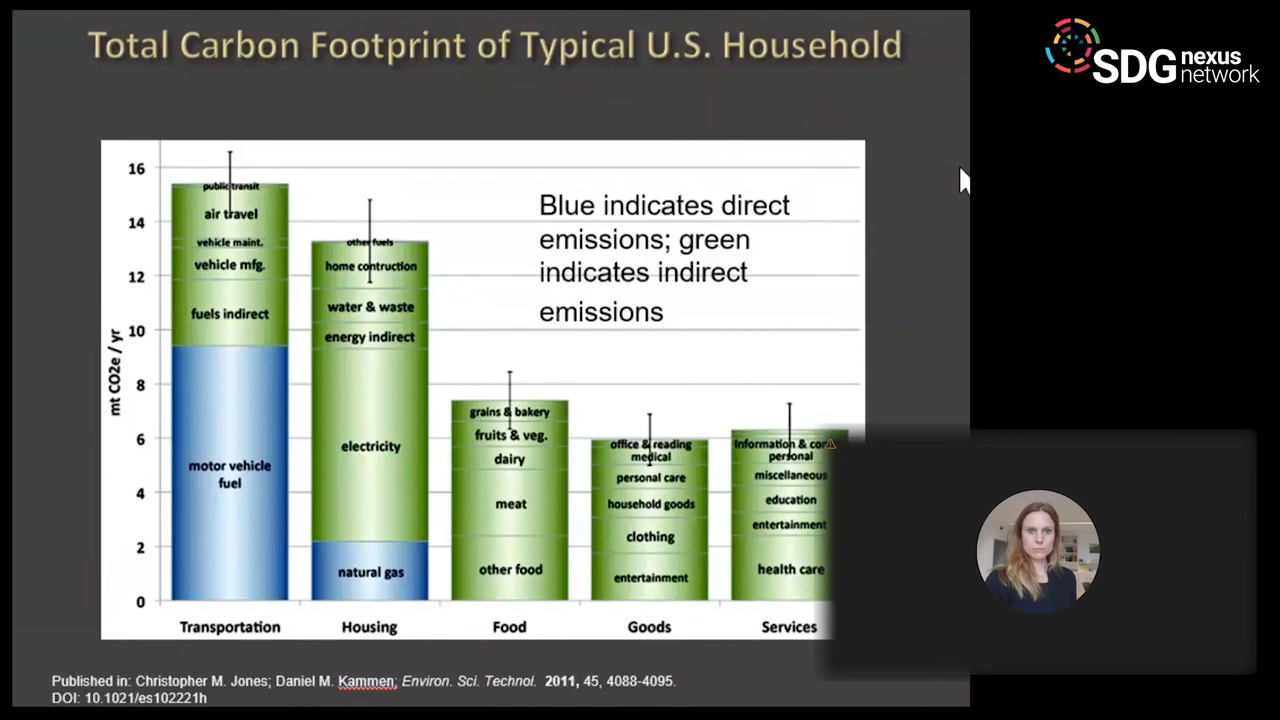 Total Carbon Footprint of Typical U.S. Household
SDG nexus
network
mt CO2e / yr
16
14
12
10
8
6
4
2
0
public transit
air travel
vehicle maint.
vehicle mfg.
fuels indirect
motor vehicle
fuel
other fuels
home contruction
water & waste
energy indirect
electricity
natural gas
grains & bakery
fruits & veg.
dairy
meat
other food
office & reading
medical
personal care
household goods
clothing
entertainment
Information &
personal
miscellaneous
education
entertainment
health care
Blue indicates direct
emissions; green
indicates indirect
emissions
Transportation
Housing
Food
Goods
Services
Published in: Christopher M. Jones; Daniel M. Kammen; Environ. Sci. Technol. 2011, 45, 4088-4095.
DOI: 10.1021/es102221h